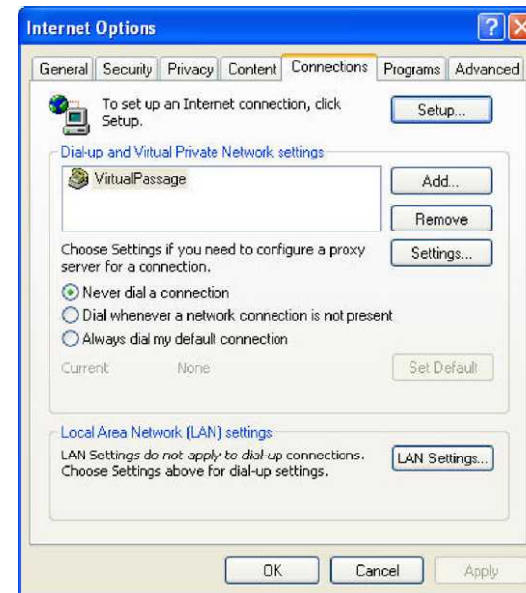 Internet Options
General Security Privacy Content Connections Programs Advanced
To set up an Internet connection, click
Setup.
Setup...
Dial-up and Virtual Private Network settings
VirtualPassage
Add...
Remove
Choose Settings if you need to configure a proxy
server for a connection.
Settings...
Never dial a connection
Dial whenever a network connection is not present
Always dial my default connection
Current None
Set Default
Local Area Network (LAN) settings
LAN Settings do not apply to dial-up connections.
Choose Settings above for dial-up settings.
LAN Settings...
OK Cancel Apply